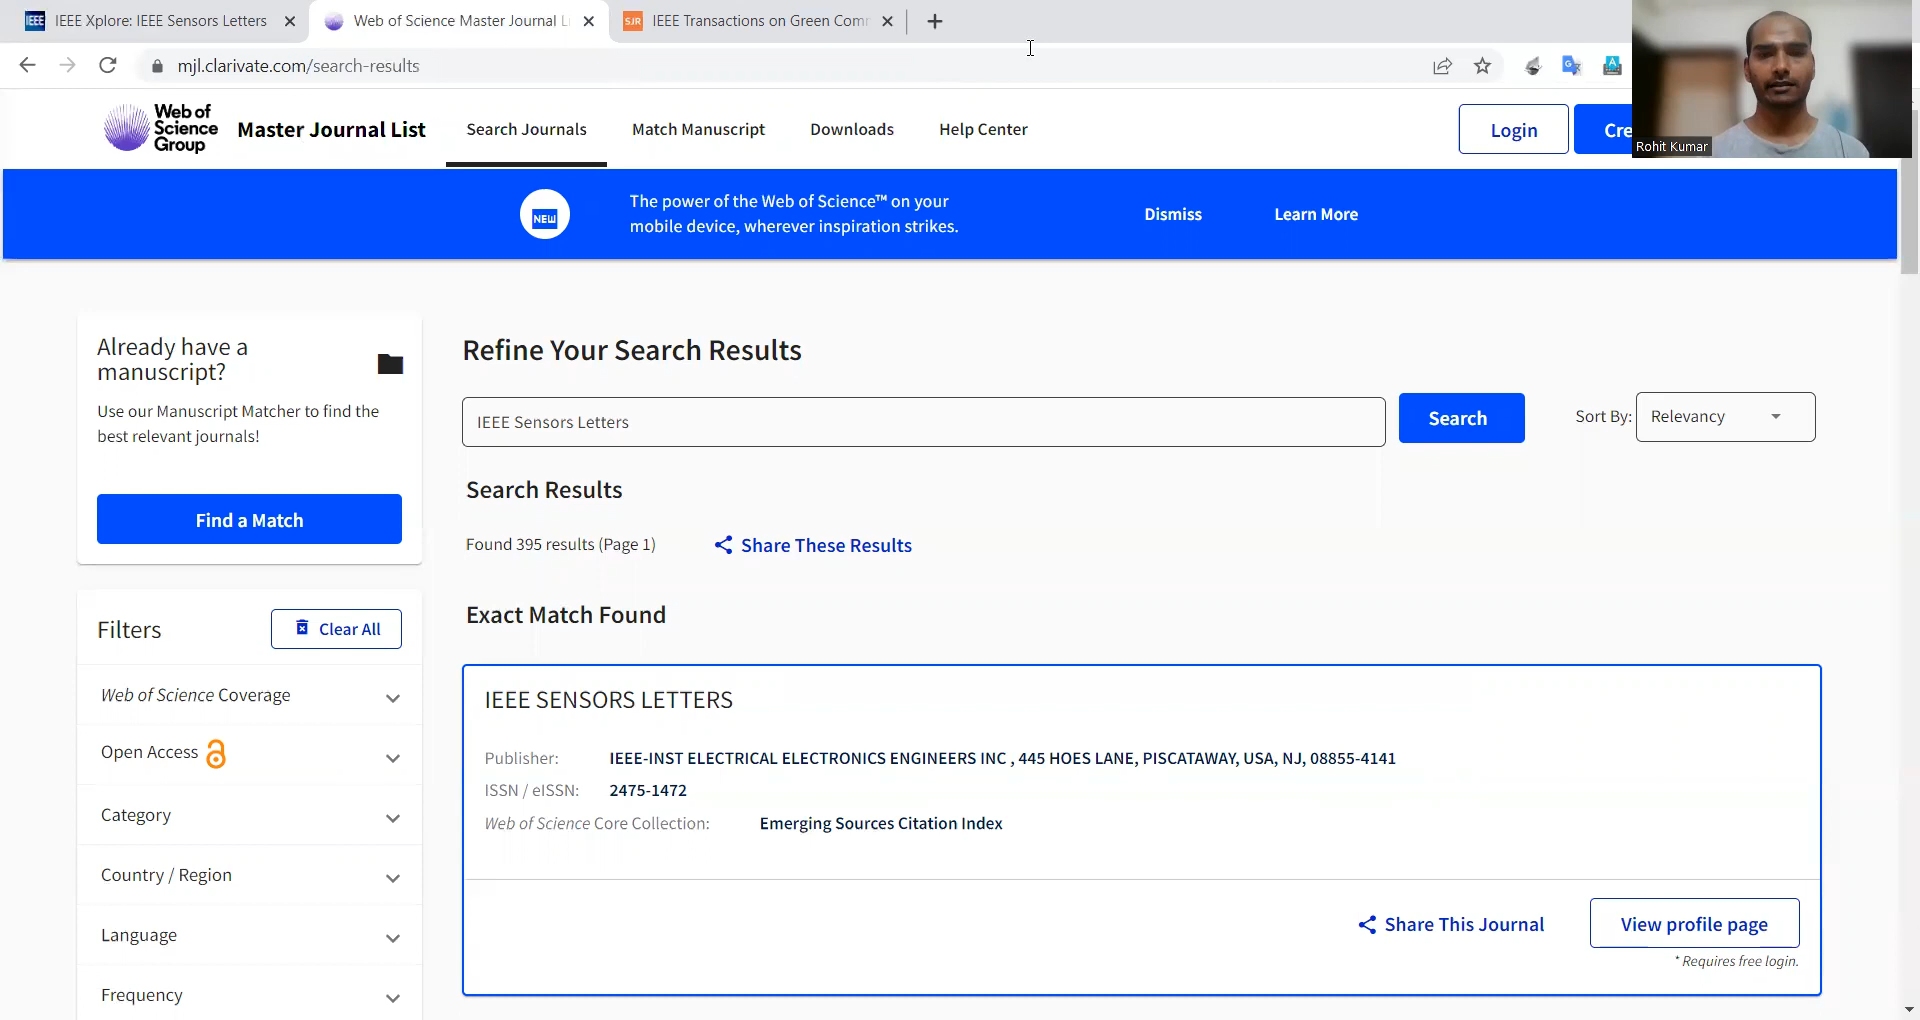 IEEE Xplore: IEEE Sensors Letters
Web of Science Master Journal Li
SJR IEEE Transactions on Green Com
mjl.clarivate.com/search-results
Web of
Science
Group
Master Journal List
Search Journals
Match Manuscript
Downloads
Help Center
Login
Cre
Rohit Kumar
NEW
The power of the Web of Science™ on your
mobile device, wherever inspiration strikes.
Dismiss
Learn More
Already have a
manuscript?
Use our Manuscript Matcher to find the
best relevant journals!
Find a Match
Filters
Clear All
Web of Science Coverage
Open Access
Category
Country / Region
Language
Frequency
Refine Your Search Results
IEEE Sensors Letters
Search
Sort By: Relevancy
Search Results
Found 395 results (Page 1)
Share These Results
Exact Match Found
IEEE SENSORS LETTERS
Publisher: IEEE-INST ELECTRICAL ELECTRONICS ENGINEERS INC , 445 HOES LANE, PISCATAWAY, USA, NJ, 08855-4141
ISSN / eISSN: 2475-1472
Web of Science Core Collection: Emerging Sources Citation Index
Share This Journal
View profile page
* Requires free login.